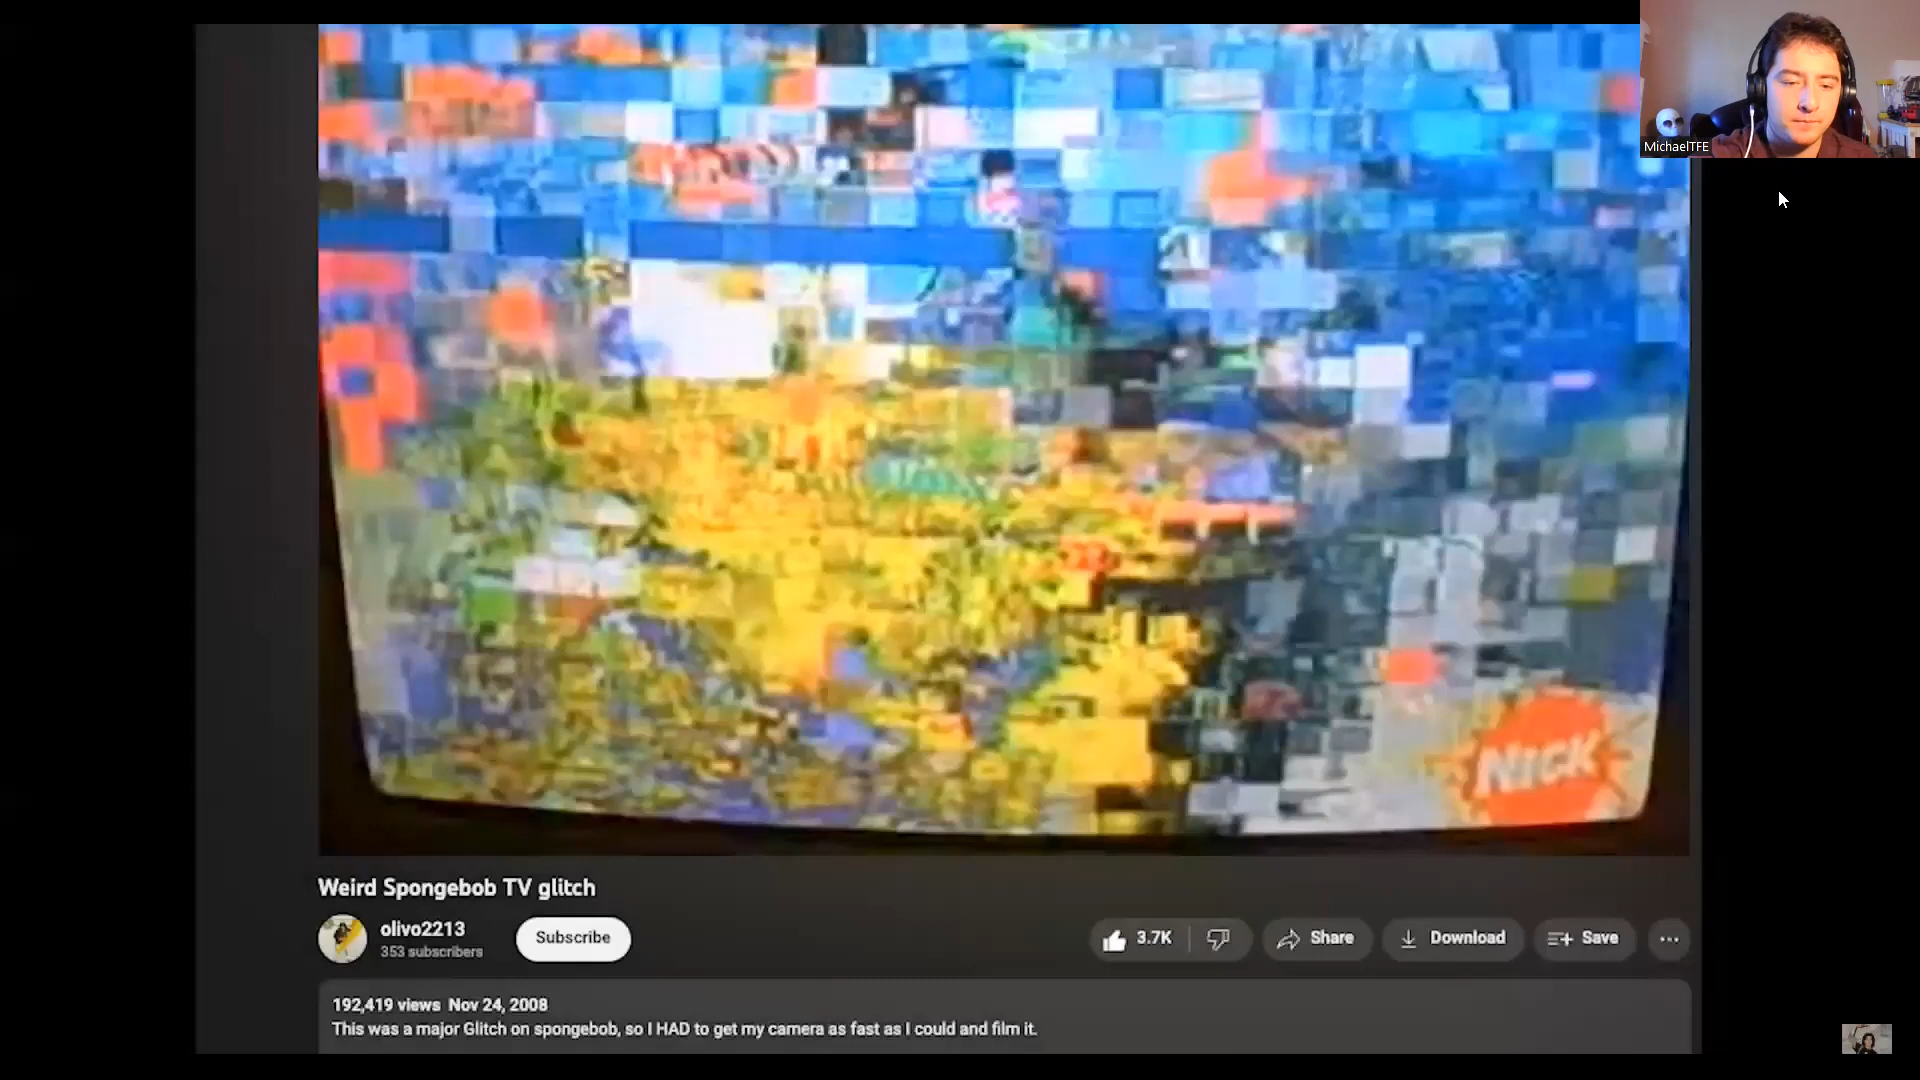 MichaelTFE
NICK
Weird Spongebob TV glitch
olivo2213
353 subscribers
Subscribe
3.7K
Share
Download
Save
192,419 views Nov 24, 2008
This was a major Glitch on spongebob, so I HAD to get my camera as fast as I could and film it.